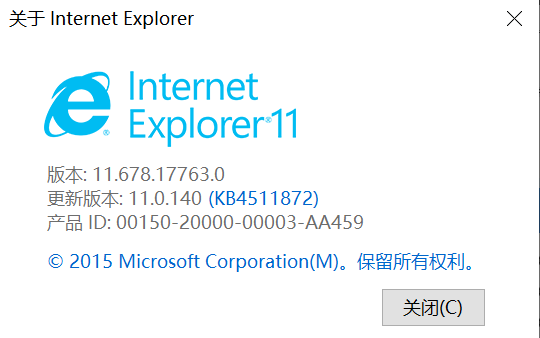 关于 Internet Explorer
Internet
Explorer®11
版本: 11.678.17763.0
更新版本: 11.0.140 (KB4511872)
产品 ID: 00150-20000-00003-AA459
© 2015 Microsoft Corporation(M)。保留所有权利。
关闭(C)